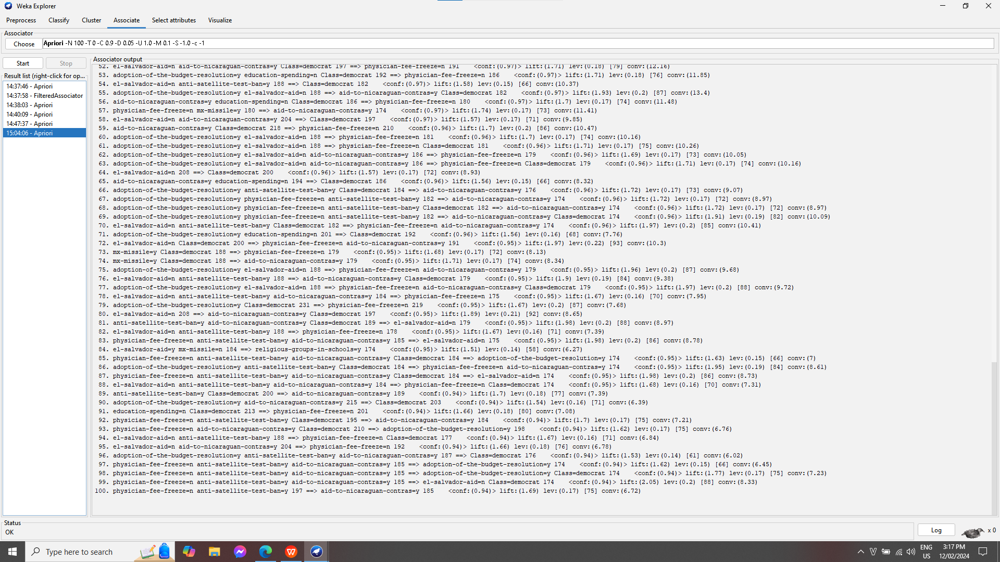 Weka Explorer
Preprocess Classify Cluster Associate Select attributes Visualize
Associator
Choose Apriori -N 100 -T 0 -C 0.9 -D 0.05 -U 1.0 -M 0.1 -S -1.0 -c -1
Start Stop
Result list (right-click for op...
14:37:46 - Apriori
14:37:58 - FilteredAssociator
14:38:03 - Apriori
14:40:09 - Apriori
14:47:37 - Apriori
15:04:06 - Apriori
Associator output
52. el-salvador-aid=n aid-to-nicaraguan-contras=y Class=democrat 197 ==> physician-fee-freeze=n 191 <conf:(0.97)> lift:(1.71) lev:(0.18) [79] conv:(12.16)
53. adoption-of-the-budget-resolution=y education-spending=n Class=democrat 192 ==> physician-fee-freeze=n 186 <conf:(0.97)> lift:(1.71) lev:(0.18) [76] conv:(11.85)
54. el-salvador-aid=n anti-satellite-test-ban=y 188 ==> Class=democrat 182 <conf:(0.97)> lift:(1.58) lev:(0.15) [66] conv:(10.37)
55. adoption-of-the-budget-resolution=y el-salvador-aid=n 188 ==> aid-to-nicaraguan-contras=y Class=democrat 182 <conf:(0.97)> lift:(1.93) lev:(0.2) [87] conv:(13.4)
56. aid-to-nicaraguan-contras=y education-spending=n Class=democrat 186 ==> physician-fee-freeze=n 180 <conf:(0.97)> lift:(1.7) lev:(0.17) [74] conv:(11.48)
57. physician-fee-freeze=n mx-missile=y 180 ==> aid-to-nicaraguan-contras=y 174 <conf:(0.97)> lift:(1.74) lev:(0.17) [73] conv:(11.41)
58. el-salvador-aid=n aid-to-nicaraguan-contras=y 204 ==> Class=democrat 197 <conf:(0.97)> lift:(1.57) lev:(0.17) [71] conv:(9.85)
59. aid-to-nicaraguan-contras=y Class=democrat 218 ==> physician-fee-freeze=n 210 <conf:(0.96)> lift:(1.7) lev:(0.2) [86] conv:(10.47)
60. adoption-of-the-budget-resolution=y el-salvador-aid=n 188 ==> physician-fee-freeze=n 181 <conf:(0.96)> lift:(1.7) lev:(0.17) [74] conv:(10.16)
61. adoption-of-the-budget-resolution=y el-salvador-aid=n 188 ==> physician-fee-freeze=n Class=democrat 181 <conf:(0.96)> lift:(1.71) lev:(0.17) [75] conv:(10.26)
62. adoption-of-the-budget-resolution=y el-salvador-aid=n aid-to-nicaraguan-contras=y 186 ==> physician-fee-freeze=n 179 <conf:(0.96)> lift:(1.69) lev:(0.17) [73] conv:(10.05)
63. adoption-of-the-budget-resolution=y el-salvador-aid=n aid-to-nicaraguan-contras=y 186 ==> physician-fee-freeze=n Class=democrat 179 <conf:(0.96)> lift:(1.71) lev:(0.17) [74] conv:(10.16)
64. el-salvador-aid=n 208 ==> Class=democrat 200 <conf:(0.96)> lift:(1.57) lev:(0.17) [72] conv:(8.93)
65. aid-to-nicaraguan-contras=y education-spending=n 194 ==> Class=democrat 186 <conf:(0.96)> lift:(1.56) lev:(0.15) [66] conv:(8.32)
66. adoption-of-the-budget-resolution=y anti-satellite-test-ban=y Class=democrat 184 ==> aid-to-nicaraguan-contras=y 176 <conf:(0.96)> lift:(1.72) lev:(0.17) [73] conv:(9.07)
67. adoption-of-the-budget-resolution=y physician-fee-freeze=n anti-satellite-test-ban=y 182 ==> aid-to-nicaraguan-contras=y 174 <conf:(0.96)> lift:(1.72) lev:(0.17) [72] conv:(8.97)
68. adoption-of-the-budget-resolution=y physician-fee-freeze=n anti-satellite-test-ban=y Class=democrat 182 ==> aid-to-nicaraguan-contras=y 174 <conf:(0.96)> lift:(1.72) lev:(0.17) [72] conv:(8.97)
69. adoption-of-the-budget-resolution=y physician-fee-freeze=n anti-satellite-test-ban=y 182 ==> aid-to-nicaraguan-contras=y Class=democrat 174 <conf:(0.96)> lift:(1.91) lev:(0.19) [82] conv:(10.09)
70. el-salvador-aid=n anti-satellite-test-ban=y Class=democrat 182 ==> physician-fee-freeze=n aid-to-nicaraguan-contras=y 174 <conf:(0.96)> lift:(1.97) lev:(0.2) [85] conv:(10.41)
71. adoption-of-the-budget-resolution=y education-spending=n 201 ==> Class=democrat 192 <conf:(0.96)> lift:(1.56) lev:(0.16) [68] conv:(7.76)
72. el-salvador-aid=n Class=democrat 200 ==> physician-fee-freeze=n aid-to-nicaraguan-contras=y 191 <conf:(0.95)> lift:(1.97) lev:(0.22) [93] conv:(10.3)
73. mx-missile=y Class=democrat 188 ==> physician-fee-freeze=n 179 <conf:(0.95)> lift:(1.68) lev:(0.17) [72] conv:(8.13)
74. mx-missile=y Class=democrat 188 ==> aid-to-nicaraguan-contras=y 179 <conf:(0.95)> lift:(1.71) lev:(0.17) [74] conv:(8.34)
75. adoption-of-the-budget-resolution=y el-salvador-aid=n 188 ==> physician-fee-freeze=n aid-to-nicaraguan-contras=y 179 <conf:(0.95)> lift:(1.96) lev:(0.2) [87] conv:(9.68)
76. el-salvador-aid=n anti-satellite-test-ban=y 188 ==> aid-to-nicaraguan-contras=y Class=democrat 179 <conf:(0.95)> lift:(1.9) lev:(0.19) [84] conv:(9.38)
77. adoption-of-the-budget-resolution=y el-salvador-aid=n 188 ==> physician-fee-freeze=n aid-to-nicaraguan-contras=y Class=democrat 179 <conf:(0.95)> lift:(1.97) lev:(0.2) [88] conv:(9.72)
78. el-salvador-aid=n anti-satellite-test-ban=y aid-to-nicaraguan-contras=y 184 ==> physician-fee-freeze=n 175 <conf:(0.95)> lift:(1.67) lev:(0.16) [70] conv:(7.95)
79. adoption-of-the-budget-resolution=y Class=democrat 231 ==> physician-fee-freeze=n 219 <conf:(0.95)> lift:(1.67) lev:(0.2) [87] conv:(7.68)
80. el-salvador-aid=n 208 ==> aid-to-nicaraguan-contras=y Class=democrat 197 <conf:(0.95)> lift:(1.89) lev:(0.21) [92] conv:(8.65)
81. anti-satellite-test-ban=y aid-to-nicaraguan-contras=y Class=democrat 189 ==> el-salvador-aid=n 179 <conf:(0.95)> lift:(1.98) lev:(0.2) [88] conv:(8.97)
82. el-salvador-aid=n anti-satellite-test-ban=y 188 ==> physician-fee-freeze=n 178 <conf:(0.95)> lift:(1.67) lev:(0.16) [71] conv:(7.39)
83. physician-fee-freeze=n anti-satellite-test-ban=y aid-to-nicaraguan-contras=y 185 ==> el-salvador-aid=n 175 <conf:(0.95)> lift:(1.98) lev:(0.2) [86] conv:(8.78)
84. el-salvador-aid=y mx-missile=n 184 ==> religious-groups-in-schools=y 174 <conf:(0.95)> lift:(1.51) lev:(0.14) [58] conv:(6.27)
85. physician-fee-freeze=n anti-satellite-test-ban=y aid-to-nicaraguan-contras=y Class=democrat 184 ==> adoption-of-the-budget-resolution=y 174 <conf:(0.95)> lift:(1.63) lev:(0.15) [66] conv:(7)
86. adoption-of-the-budget-resolution=y anti-satellite-test-ban=y Class=democrat 184 ==> physician-fee-freeze=n aid-to-nicaraguan-contras=y 174 <conf:(0.95)> lift:(1.95) lev:(0.19) [84] conv:(8.61)
87. physician-fee-freeze=n anti-satellite-test-ban=y aid-to-nicaraguan-contras=y Class=democrat 184 ==> el-salvador-aid=n 174 <conf:(0.95)> lift:(1.98) lev:(0.2) [86] conv:(8.73)
88. el-salvador-aid=n anti-satellite-test-ban=y aid-to-nicaraguan-contras=y 184 ==> physician-fee-freeze=n Class=democrat 174 <conf:(0.95)> lift:(1.68) lev:(0.16) [70] conv:(7.31)
89. anti-satellite-test-ban=y Class=democrat 200 ==> aid-to-nicaraguan-contras=y 189 <conf:(0.94)> lift:(1.7) lev:(0.18) [77] conv:(7.39)
90. adoption-of-the-budget-resolution=y aid-to-nicaraguan-contras=y 215 ==> Class=democrat 203 <conf:(0.94)> lift:(1.54) lev:(0.16) [71] conv:(6.39)
91. education-spending=n Class=democrat 213 ==> physician-fee-freeze=n 201 <conf:(0.94)> lift:(1.66) lev:(0.18) [80] conv:(7.08)
92. physician-fee-freeze=n anti-satellite-test-ban=y Class=democrat 195 ==> aid-to-nicaraguan-contras=y 184 <conf:(0.94)> lift:(1.7) lev:(0.17) [75] conv:(7.21)
93. physician-fee-freeze=n aid-to-nicaraguan-contras=y Class=democrat 210 ==> adoption-of-the-budget-resolution=y 198 <conf:(0.94)> lift:(1.62) lev:(0.17) [75] conv:(6.76)
94. el-salvador-aid=n anti-satellite-test-ban=y 188 ==> physician-fee-freeze=n Class=democrat 177 <conf:(0.94)> lift:(1.67) lev:(0.16) [71] conv:(6.84)
95. el-salvador-aid=n aid-to-nicaraguan-contras=y 204 ==> physician-fee-freeze=n 192 <conf:(0.94)> lift:(1.66) lev:(0.18) [76] conv:(6.78)
96. adoption-of-the-budget-resolution=y anti-satellite-test-ban=y aid-to-nicaraguan-contras=y 187 ==> Class=democrat 176 <conf:(0.94)> lift:(1.53) lev:(0.14) [61] conv:(6.02)
97. physician-fee-freeze=n anti-satellite-test-ban=y aid-to-nicaraguan-contras=y 185 ==> adoption-of-the-budget-resolution=y 174 <conf:(0.94)> lift:(1.62) lev:(0.15) [66] conv:(6.45)
98. physician-fee-freeze=n anti-satellite-test-ban=y aid-to-nicaraguan-contras=y 185 ==> adoption-of-the-budget-resolution=y Class=democrat 174 <conf:(0.94)> lift:(1.77) lev:(0.17) [75] conv:(7.23)
99. physician-fee-freeze=n anti-satellite-test-ban=y aid-to-nicaraguan-contras=y 185 ==> el-salvador-aid=n Class=democrat 174 <conf:(0.94)> lift:(2.05) lev:(0.2) [88] conv:(8.33)
100. physician-fee-freeze=n anti-satellite-test-ban=y 197 ==> aid-to-nicaraguan-contras=y 185 <conf:(0.94)> lift:(1.69) lev:(0.17) [75] conv:(6.72)
Status
OK
Log
x 0
Type here to search
ENG
US
3:17 PM
12/02/2024